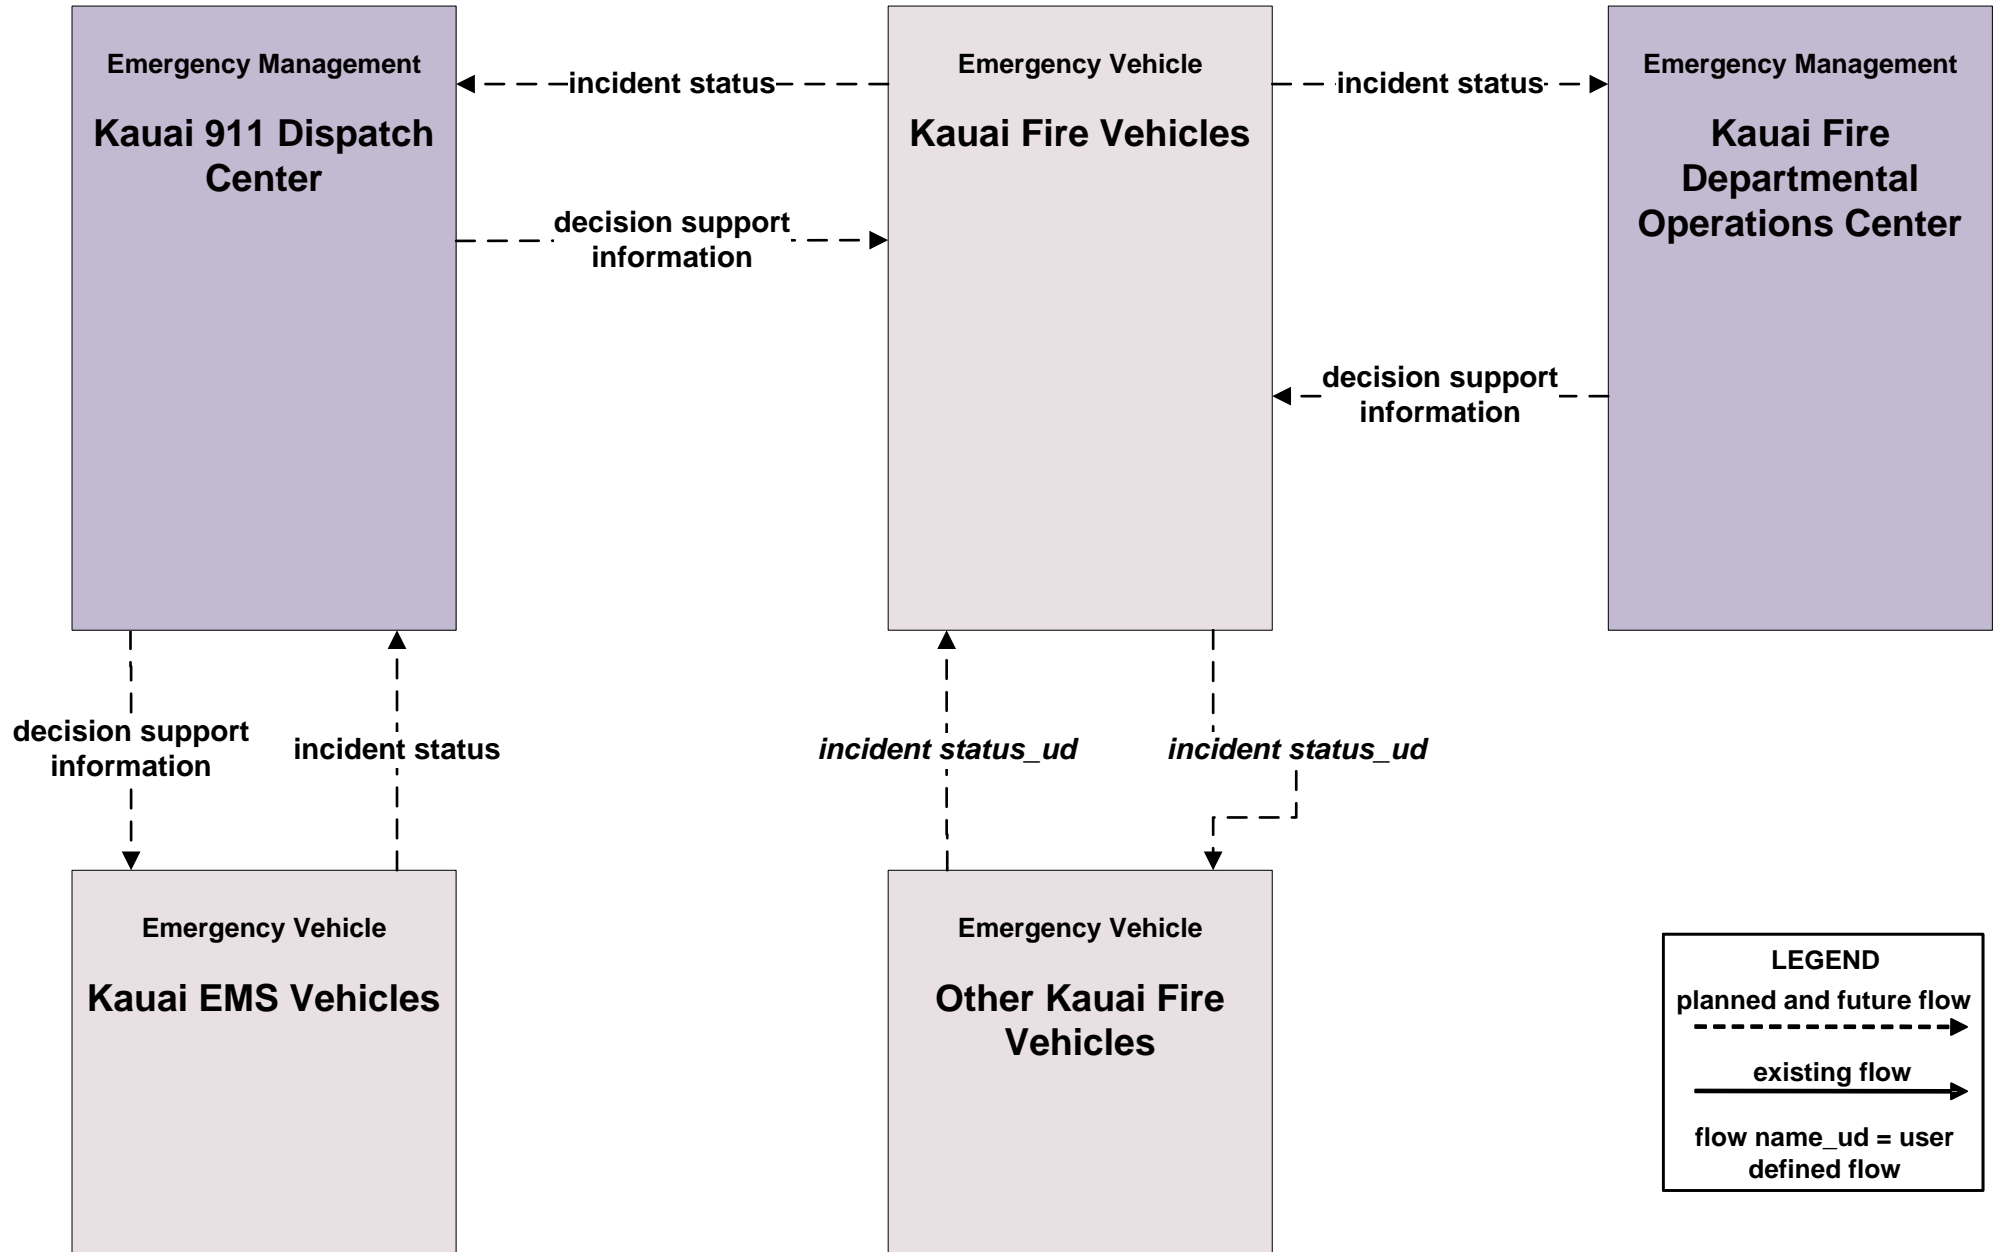 Emergency Management
Kauai 911 Dispatch
Center
incident status
Emergency Vehicle
Kauai Fire Vehicles
incident status
Emergency Management
Kauai Fire
Departmental
Operations Center
decision support
information
decision support
information
decision support
information
incident status
incident status_ud
incident status_ud
Emergency Vehicle
Kauai EMS Vehicles
Emergency Vehicle
Other Kauai Fire
Vehicles
LEGEND
planned and future flow
existing flow
flow name_ud = user
defined flow